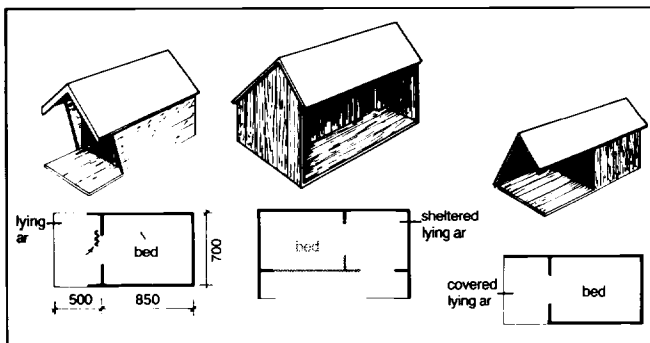 lying
ar
bed
700
500
850
bed
sheltered
lying ar
covered
lying ar
bed